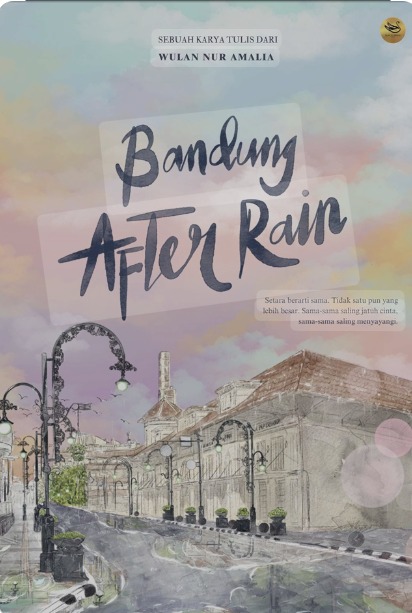 SEBUAH KARYA TULIS DARI
WULAN NUR AMALIA
Bandung
After Rain
Setara berarti sama. Tidak satu pun yang
lebih besar. Sama-sama saling jatuh cinta,
sama-sama saling menyayangi.